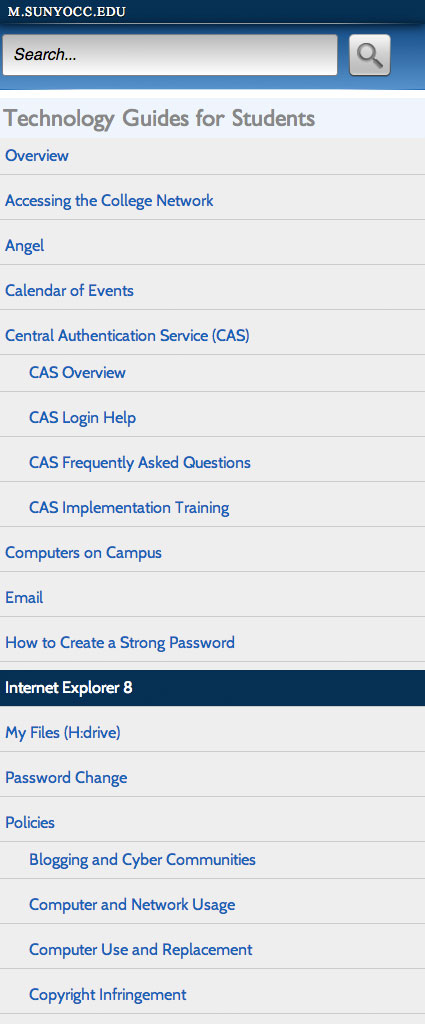 M.SUNYOCC.EDU
Search...
Technology Guides for Students
Overview
Accessing the College Network
Angel
Calendar of Events
Central Authentication Service (CAS)
CAS Overview
CAS Login Help
CAS Frequently Asked Questions
CAS Implementation Training
Computers on Campus
Email
How to Create a Strong Password
Internet Explorer 8
My Files (H:drive)
Password Change
Policies
Blogging and Cyber Communities
Computer and Network Usage
Computer Use and Replacement
Copyright Infringement